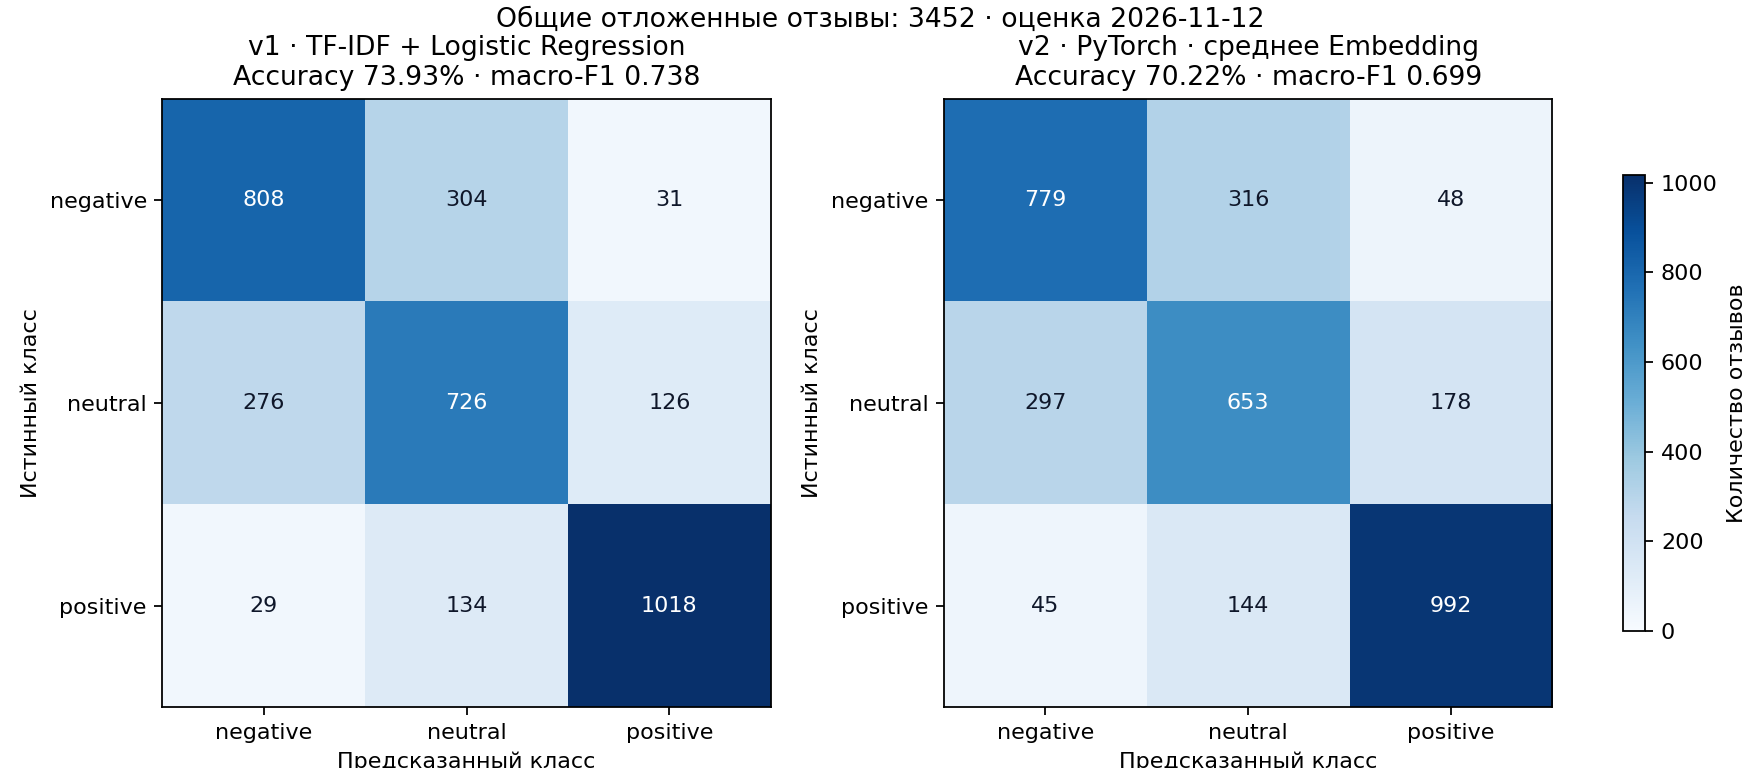 Общие отложенные отзывы: 3452 · оценка 2026-11-12
v1 · TF-IDF + Logistic Regression
Accuracy 73.93% · macro-F1 0.738
negative
neutral
positive
Истинный класс
808 304 31
276 726 126
29 134 1018
negative neutral positive
Предсказанный класс
v2 · PyTorch · среднее Embedding
Accuracy 70.22% · macro-F1 0.699
negative
neutral
positive
Истинный класс
779 316 48
297 653 178
45 144 992
negative neutral positive
Предсказанный класс
1000
800
600
400
200
0
Количество отзывов